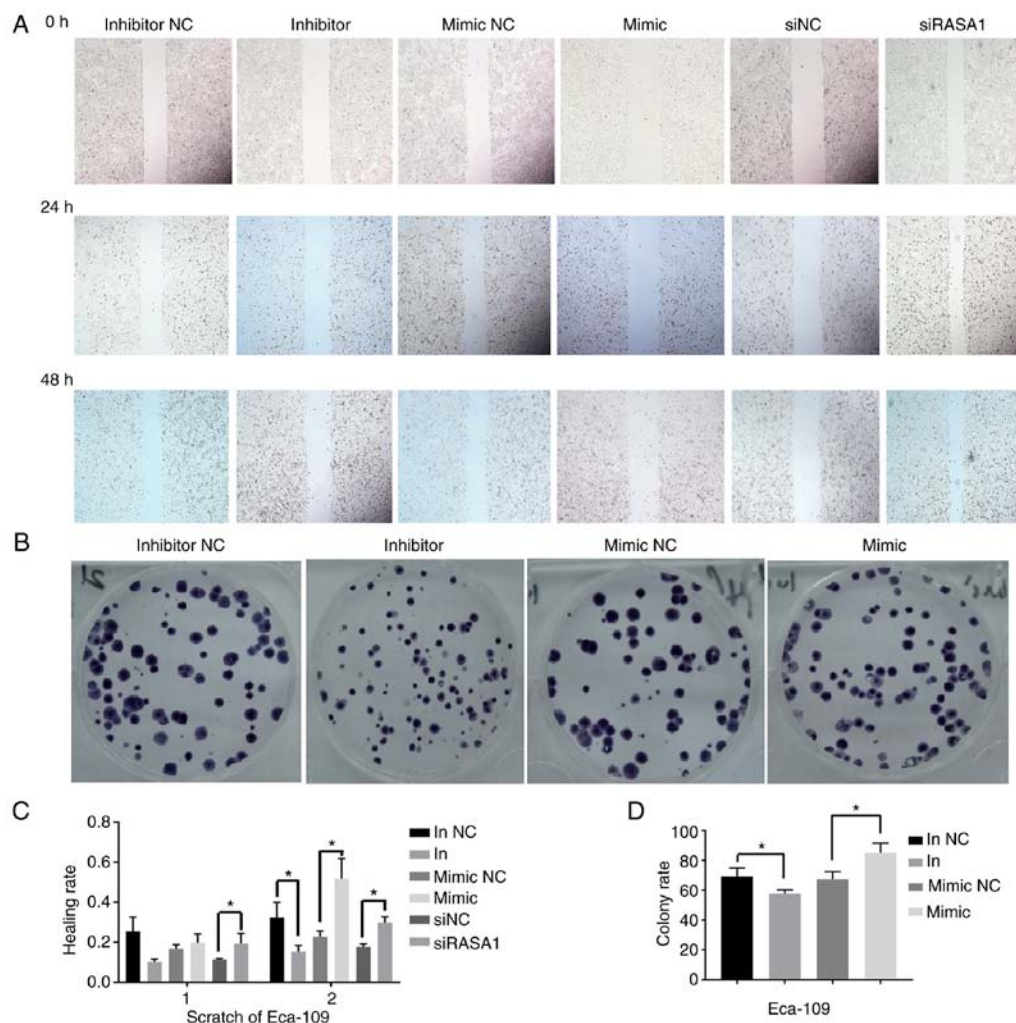 A
0 h
Inhibitor NC Inhibitor Mimic NC Mimic siNC siRASA1
24 h
48 h
B
Inhibitor NC Inhibitor Mimic NC Mimic
C
Healing rate
0.8
0.6
0.4
0.2
0.0
* * * *
1 2
Scratch of Eca-109
In NC
In
Mimic NC
Mimic
siNC
siRASA1
D
Colony rate
100
80
60
40
20
0
* *
Eca-109
In NC
In
Mimic NC
Mimic